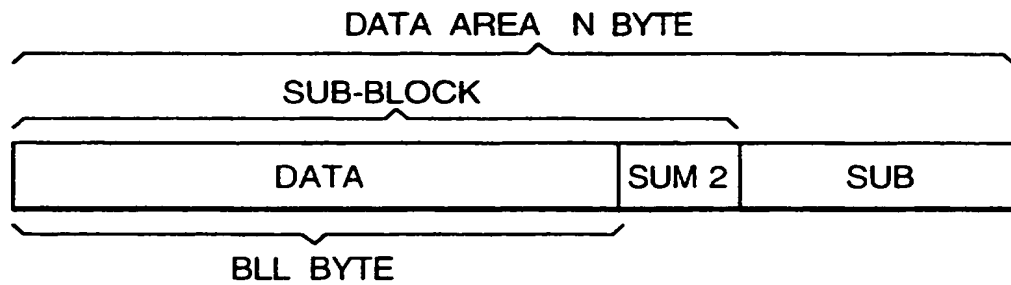 DATA AREA N BYTE
SUB-BLOCK
DATA SUM 2 SUB
BLL BYTE